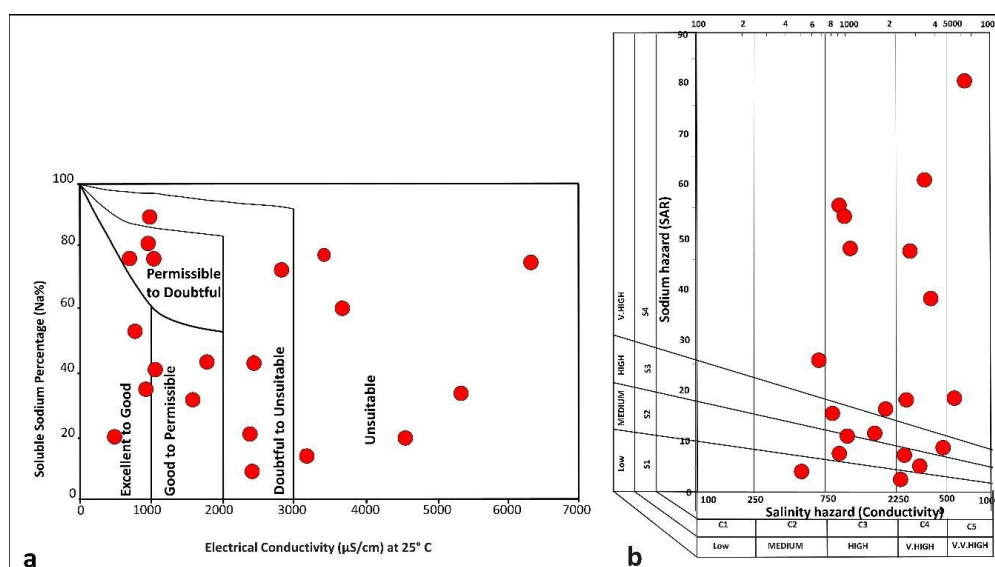 100
80
60
40
20
0
Soluble Sodium Percentage (Na%)
Permissible
to Doubtful
Excellent to Good
Good to Permissible
Doubtful to Unsuitable
Unsuitable
0 1000 2000 3000 4000 5000 6000 7000
Electrical Conductivity (µS/cm) at 25° C
a
100 2 4 6 8 1000 2 4 5000 100
90
80
70
60
50
40
30
20
10
0
Sodium hazard (SAR)
V.HIGH S4
HIGH S3
MEDIUM S2
Low S1
100 250 750 2250 500 100
Salinity hazard (Conductivity)
C1 C2 C3 C4 C5
Low MEDIUM HIGH V.HIGH V.V.HIGH
b